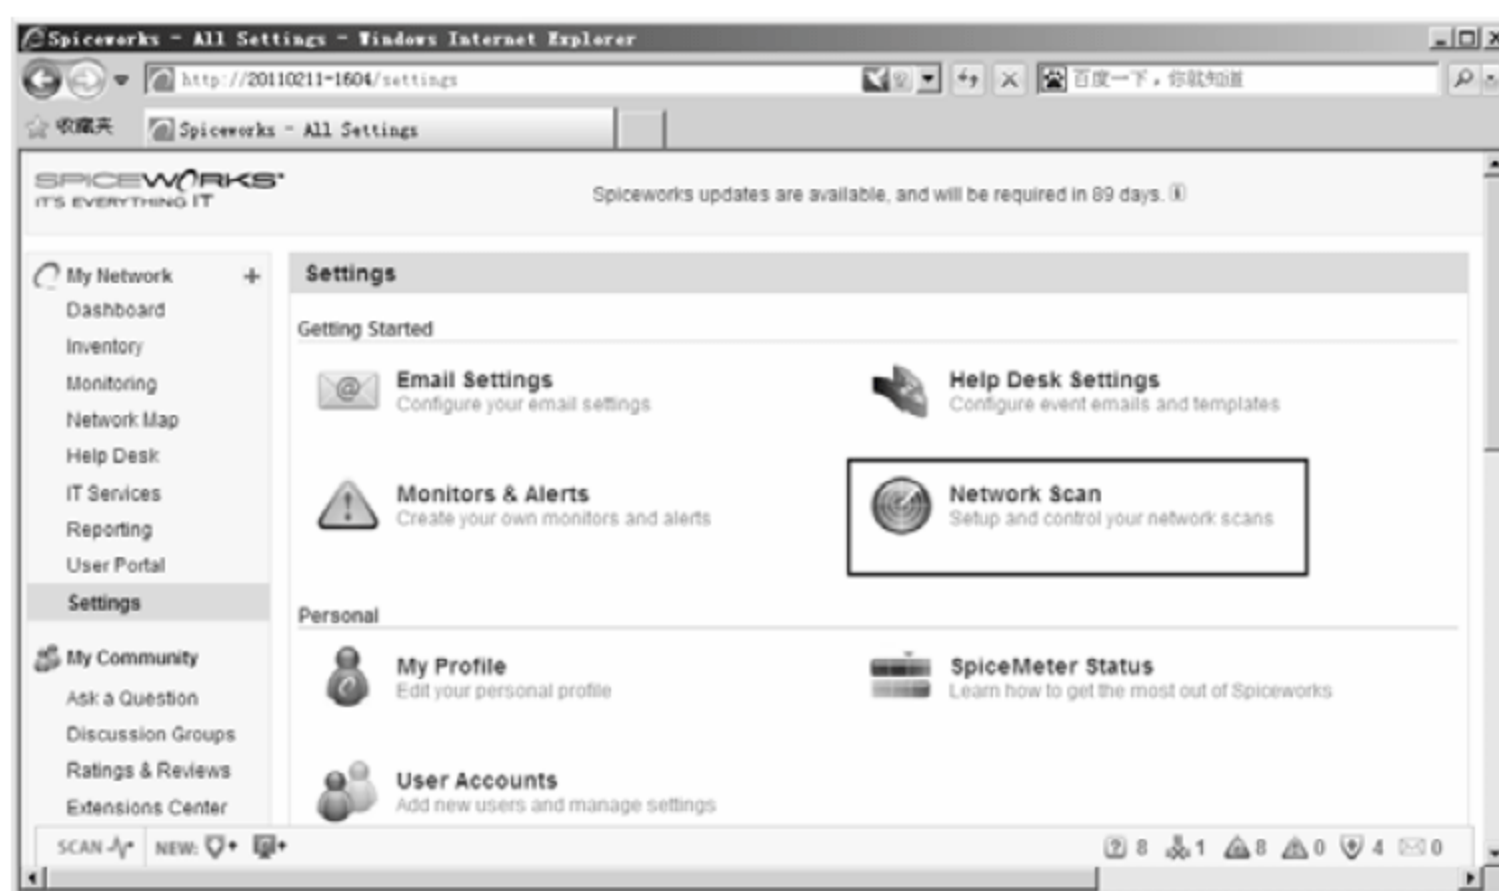 Spiceworks - All Settings - Windows Internet Explorer
http://20110211-1604/settings
百度一下，你就知道
收藏夹
Spiceworks - All Settings
SPICEWORKS
IT'S EVERYTHING IT
Spiceworks updates are available, and will be required in 89 days.
My Network +
Dashboard
Inventory
Monitoring
Network Map
Help Desk
IT Services
Reporting
User Portal
Settings
My Community
Ask a Question
Discussion Groups
Ratings & Reviews
Extensions Center
Settings
Getting Started
Email Settings
Configure your email settings
Help Desk Settings
Configure event emails and templates
Monitors & Alerts
Create your own monitors and alerts
Network Scan
Setup and control your network scans
Personal
My Profile
Edit your personal profile
SpiceMeter Status
Learn how to get the most out of Spiceworks
User Accounts
Add new users and manage settings
SCAN NEW: + +
8 1 8 0 4 0